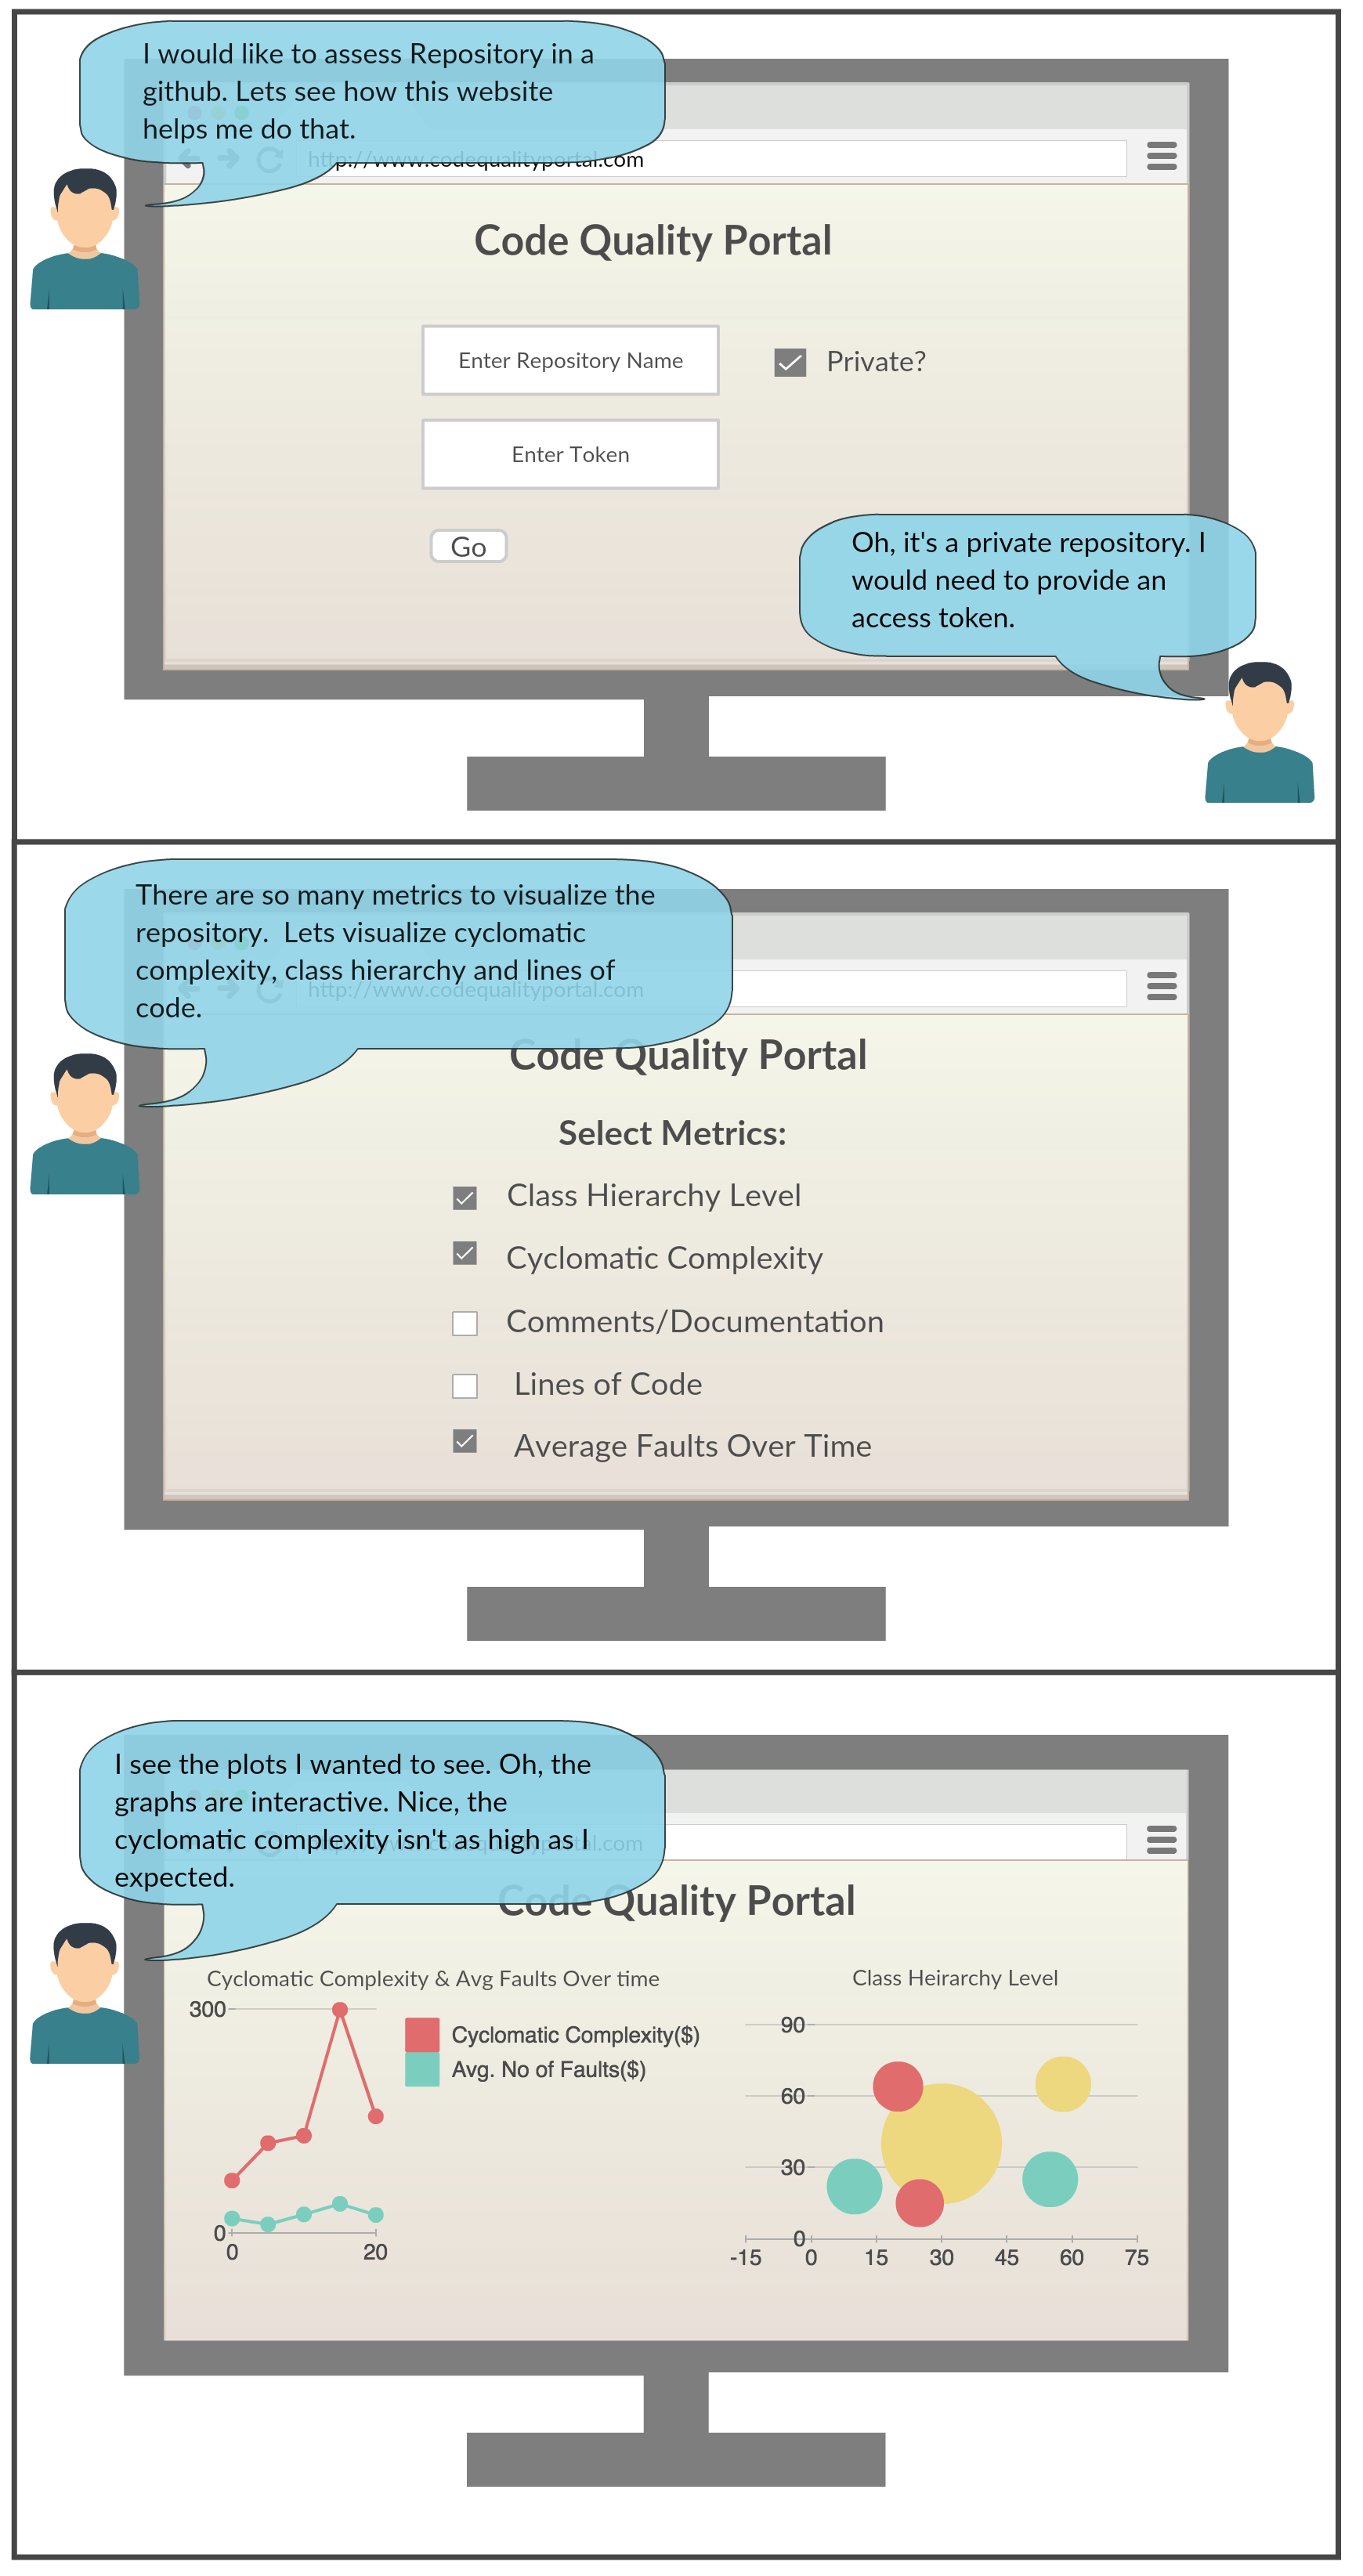 I would like to assess Repository in a
github. Lets see how this website
helps me do that.
http://www.codequalityportal.com
Code Quality Portal
Enter Repository Name
Private?
Enter Token
Go
Oh, it's a private repository. I
would need to provide an
access token.
There are so many metrics to visualize the
repository.  Lets visualize cyclomatic
complexity, class hierarchy and lines of
code.
http://www.codequalityportal.com
Code Quality Portal
Select Metrics:
Class Hierarchy Level
Cyclomatic Complexity
Comments/Documentation
Lines of Code
Average Faults Over Time
I see the plots I wanted to see. Oh, the
graphs are interactive. Nice, the
cyclomatic complexity isn't as high as I
expected.
http://www.codequalityportal.com
Code Quality Portal
Cyclomatic Complexity & Avg Faults Over time
300
0
0 20
Cyclomatic Complexity($)
Avg. No of Faults($)
Class Heirarchy Level
90
60
30
0
-15 0 15 30 45 60 75